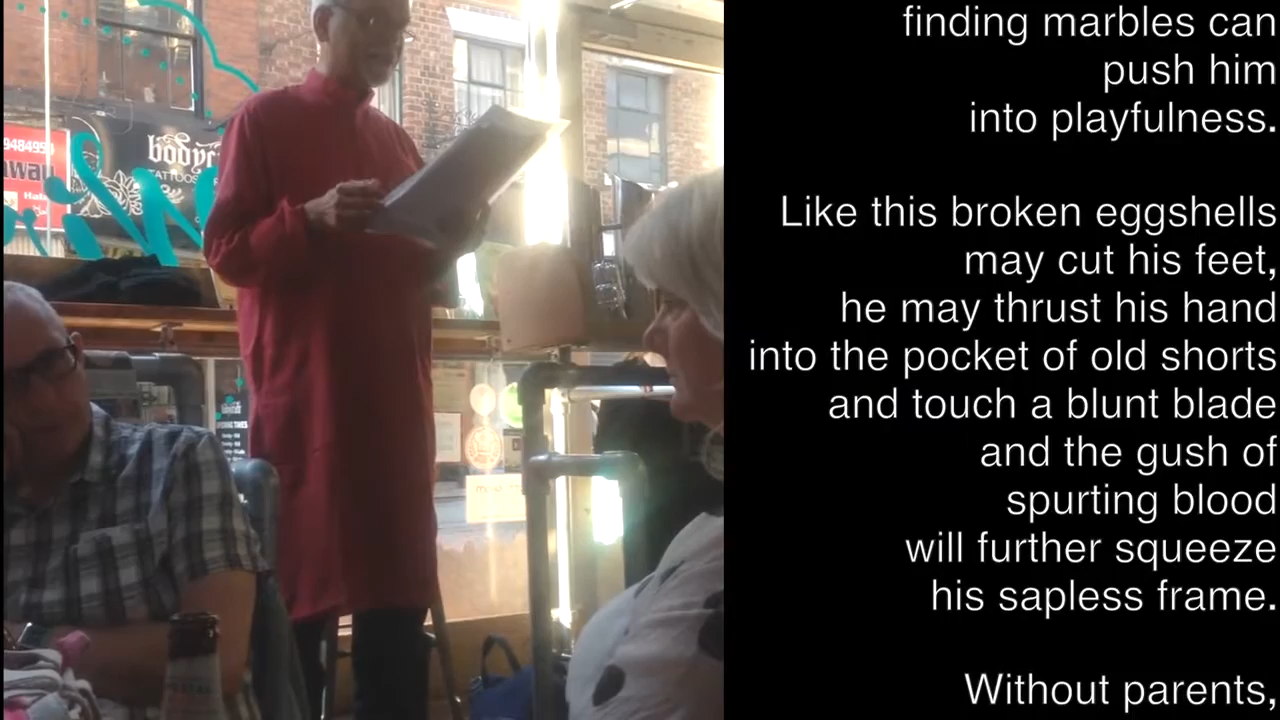 finding marbles can
push him
into playfulness.
Like this broken eggshells
may cut his feet,
he may thrust his hand
into the pocket of old shorts
and touch a blunt blade
and the gush of
spurting blood
will further squeeze
his sapless frame.
Without parents,
TATTOOS